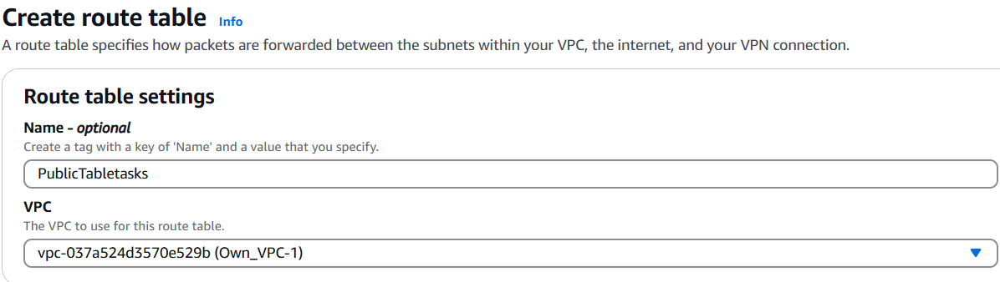 Create route table Info
A route table specifies how packets are forwarded between the subnets within your VPC, the internet, and your VPN connection.
Route table settings
Name - optional
Create a tag with a key of 'Name' and a value that you specify.
PublicTabletasks
VPC
The VPC to use for this route table.
vpc-037a524d3570e529b (Own_VPC-1)